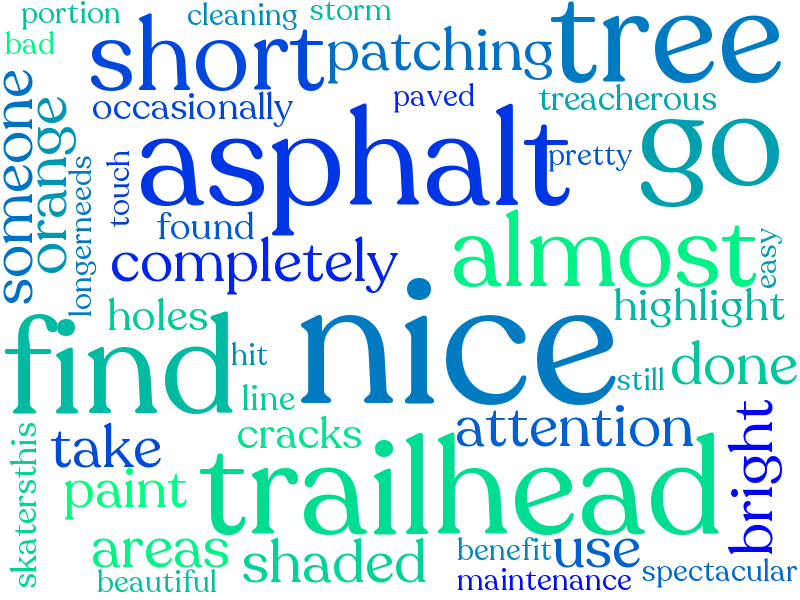 portion
cleaning
storm
bad
short
patching
tree
occasionally
paved
treacherous
someone
orange
longerneeds
touch
asphalt
pretty
go
found
completely
almost
easy
highlight
holes
find
hit
nice
still
done
line
cracks
attention
take
skatersthis
paint
trailhead
bright
areas
shaded
benefit
use
beautiful
maintenance
spectacular